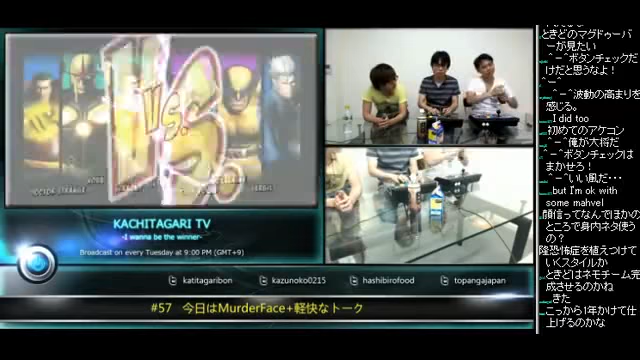 VS.
DOCTOR STRANGE
NOVA
KACHITAGARI TV
-I wanna be the winner-
Broadcast on every Tuesday at 9:00 PM (GMT+9)
katitagaribon
kazunoko0215
hashibirofood
topangajapan
#57 今日はMurderFace+軽快なトーク
ときどのマグドゥーバ
ーが見たい
^-^ボタンチェックだ
けだと思うなよ!
^-^
^-^波動の高まりを
感じる。
I did too
初めてのアケコン
^-^俺が大将だ
^-^ボタンチェックは
まかせろ!
^-^いい風だ・・・
but I'm ok with
some mahvel
顔言ってなんでほかの
ところで身内ネタ使う
の?
隆恐怖症を植えつけて
いくスタイルか
ときどはネモチーム完
成させるのかね
きた
こっから1年かけて仕
上げるのかな